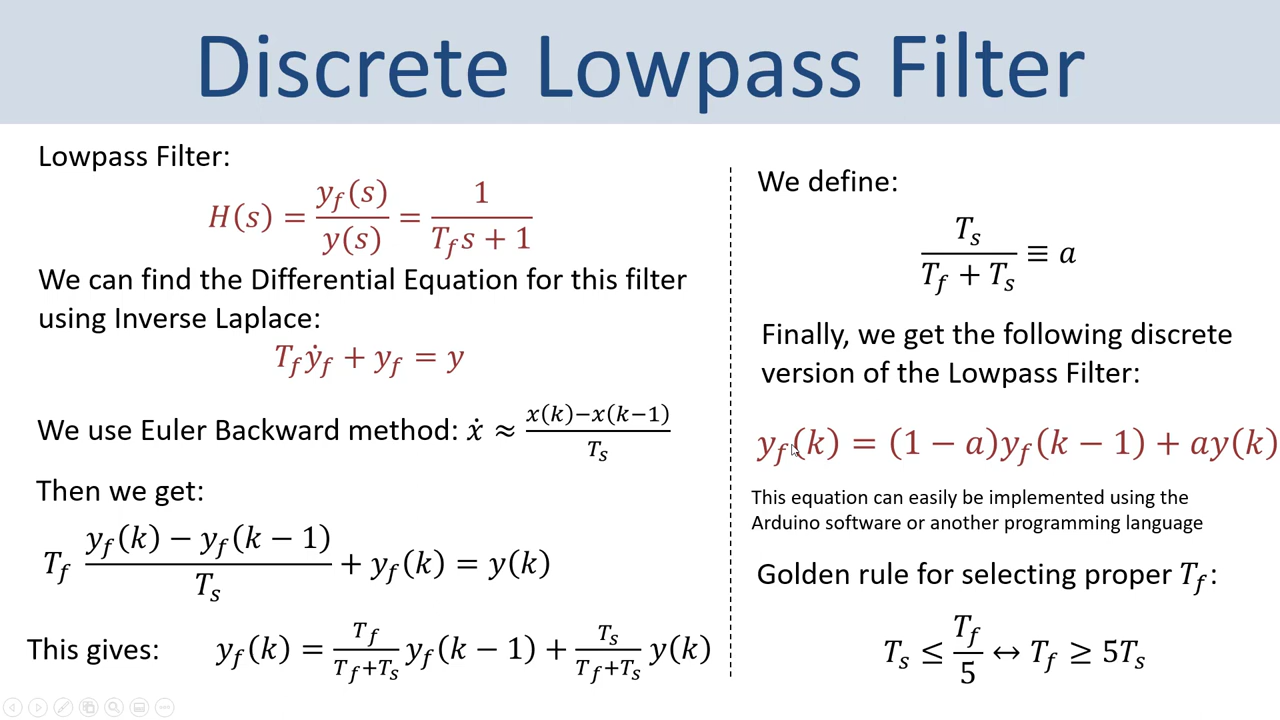 Discrete Lowpass Filter
Lowpass Filter:
H(s) = y_f(s)/y(s) = 1/(T_f s + 1)
We can find the Differential Equation for this filter
using Inverse Laplace:
T_f ẏ_f + y_f = y
We use Euler Backward method: ẋ ≈ (x(k)−x(k−1))/T_s
Then we get:
T_f (y_f(k) − y_f(k − 1))/T_s + y_f(k) = y(k)
This gives: y_f(k) = T_f/(T_f+T_s) y_f(k − 1) + T_s/(T_f+T_s) y(k)
We define:
T_s/(T_f + T_s) ≡ a
Finally, we get the following discrete
version of the Lowpass Filter:
y_f(k) = (1 − a)y_f(k − 1) + ay(k)
This equation can easily be implemented using the
Arduino software or another programming language
Golden rule for selecting proper T_f:
T_s ≤ T_f/5 ↔ T_f ≥ 5T_s